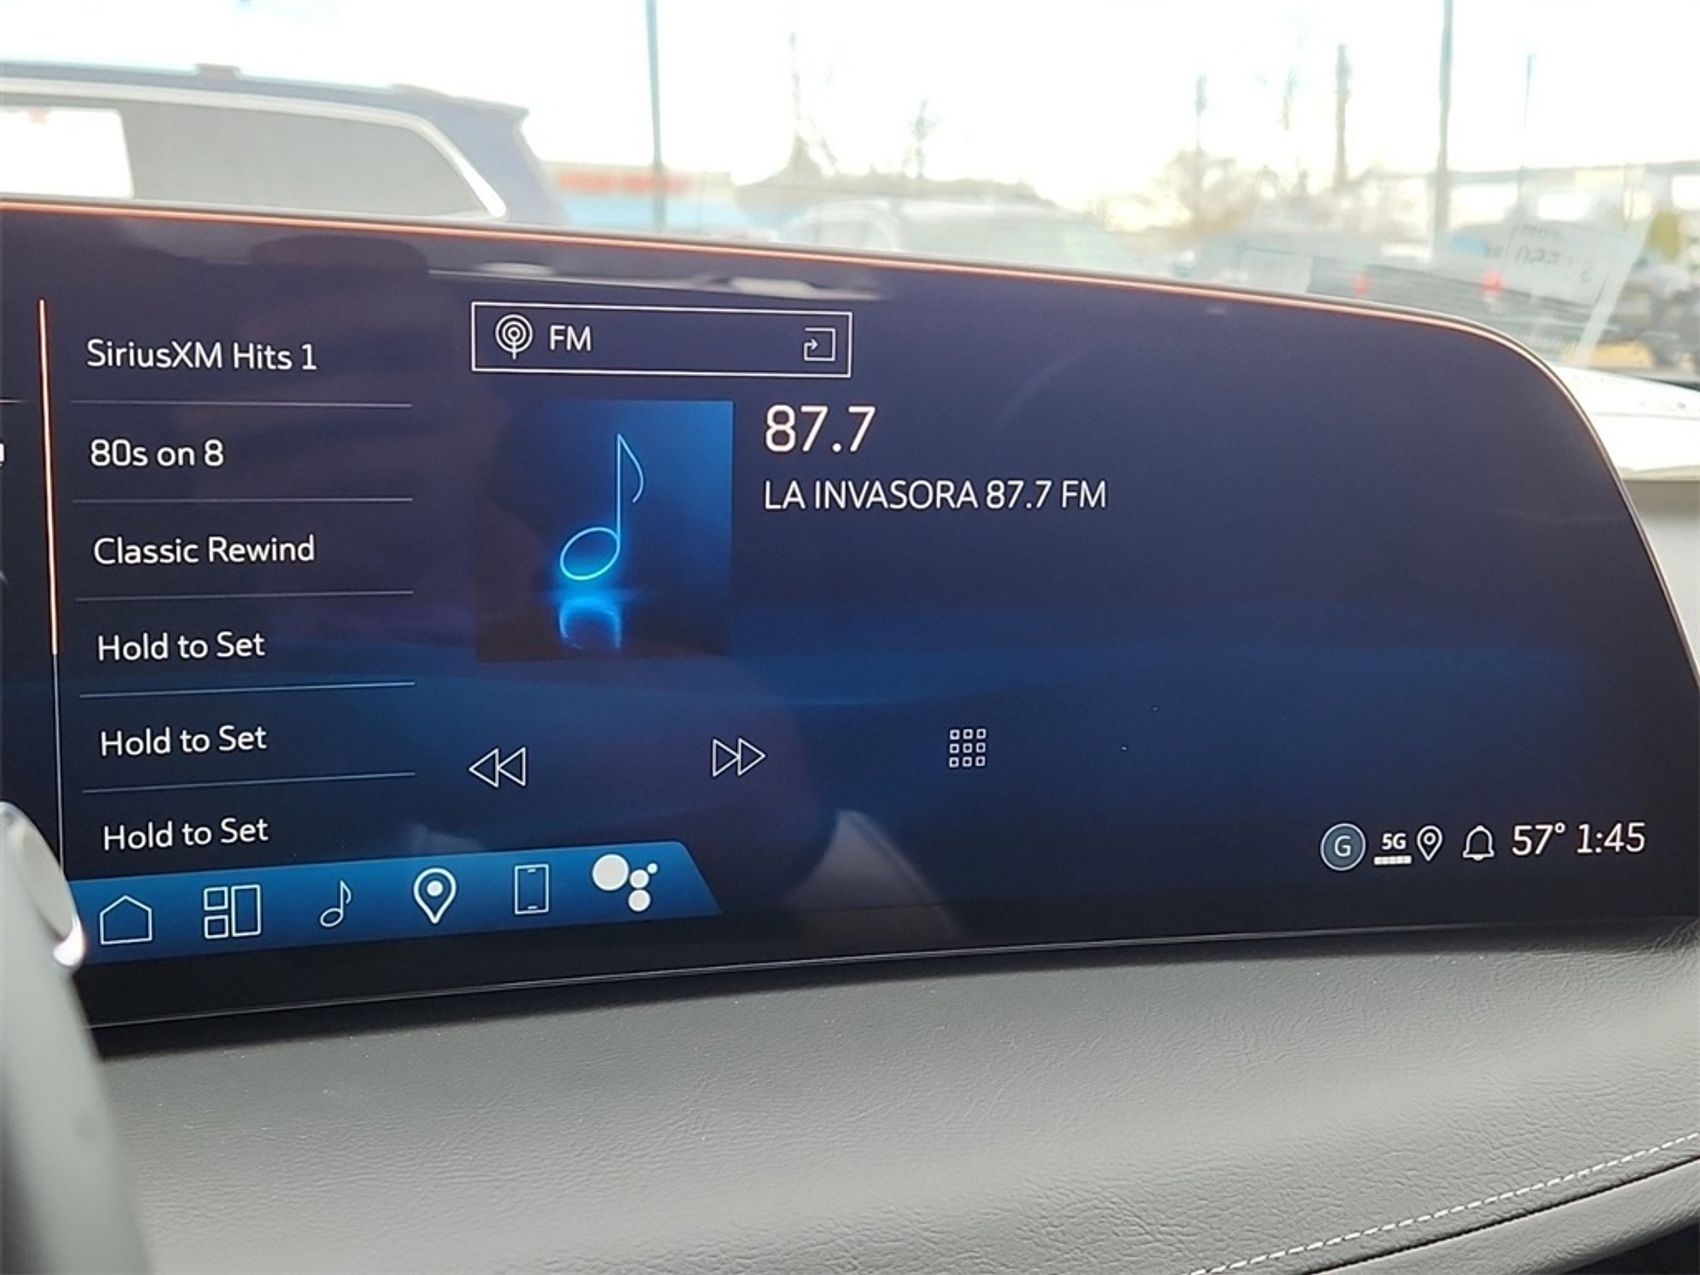 SiriusXM Hits 1
80s on 8
Classic Rewind
Hold to Set
Hold to Set
Hold to Set
FM
87.7
LA INVASORA 87.7 FM
G 5G 57° 1:45